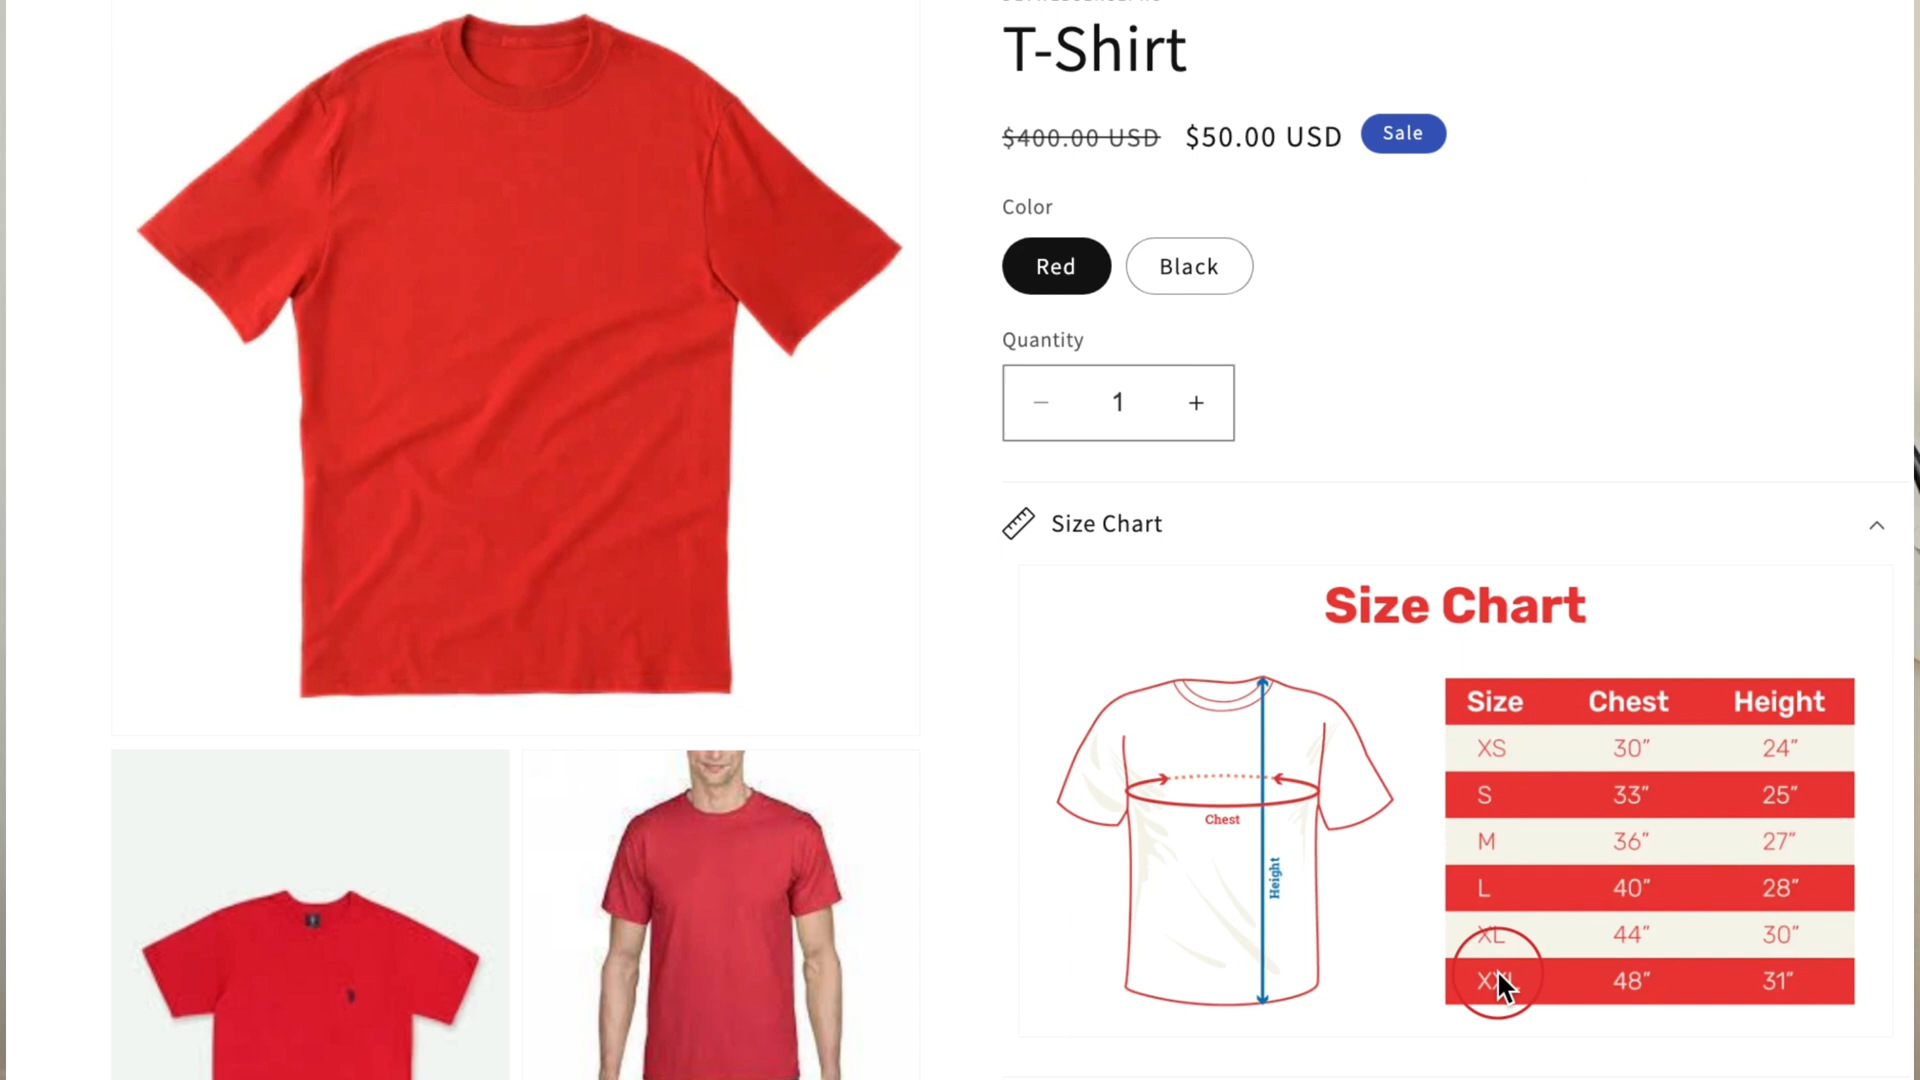 T-Shirt
$400.00 USD $50.00 USD Sale
Color
Red Black
Quantity
− 1 +
Size Chart
Size Chart
Size Chest Height
XS 30″ 24″
S 33″ 25″
M 36″ 27″
L 40″ 28″
XL 44″ 30″
XXL 48″ 31″
Chest
Height